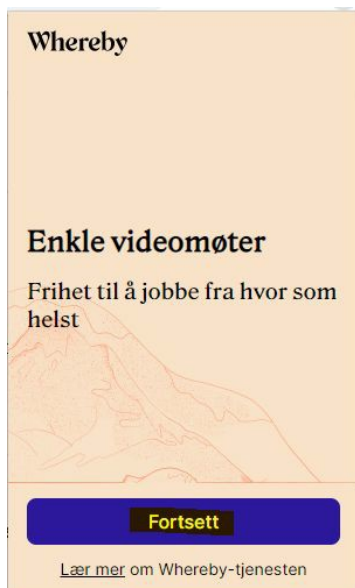 Whereby
Enkle videomøter
Frihet til å jobbe fra hvor som
helst
Fortsett
Lær mer om Whereby-tjenesten